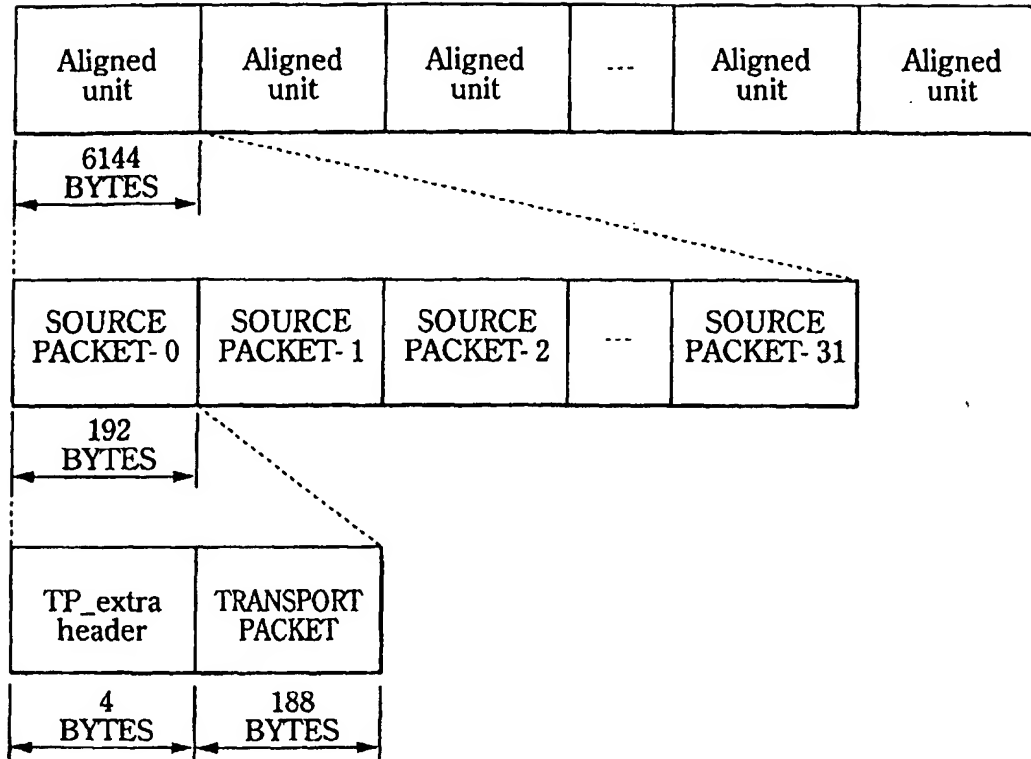 Aligned unit
Aligned unit
Aligned unit
---
Aligned unit
Aligned unit
6144 BYTES
SOURCE PACKET- 0
SOURCE PACKET- 1
SOURCE PACKET- 2
---
SOURCE PACKET- 31
192 BYTES
TP_extra header
TRANSPORT PACKET
4 BYTES
188 BYTES